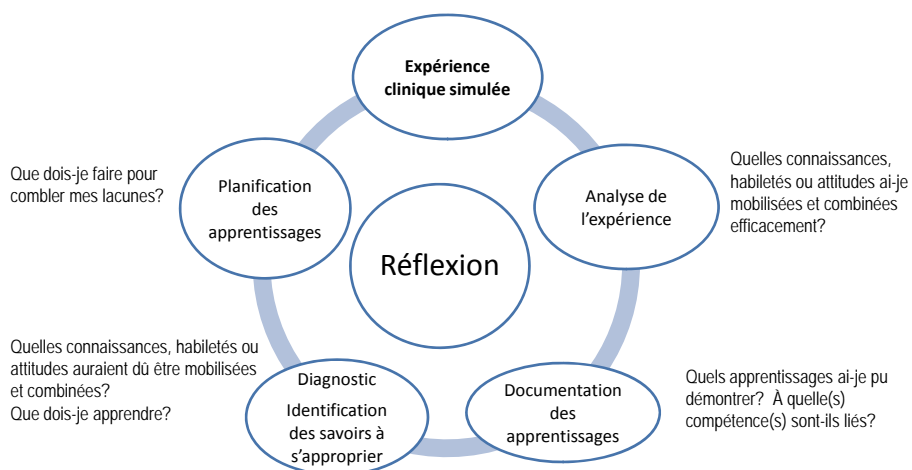 Expérience
clinique simulée
Que dois-je faire pour
combler mes lacunes?
Planification
des
apprentissages
Analyse de
l'expérience
Quelles connaissances,
habiletés ou attitudes ai-je
mobilisées et combinées
efficacement?
Réflexion
Quelles connaissances, habiletés ou
attitudes auraient dû être mobilisées
et combinées?
Que dois-je apprendre?
Diagnostic
Identification
des savoirs à
s'approprier
Documentation
des
apprentissages
Quels apprentissages ai-je pu
démontrer? À quelle(s)
compétence(s) sont-ils liés?